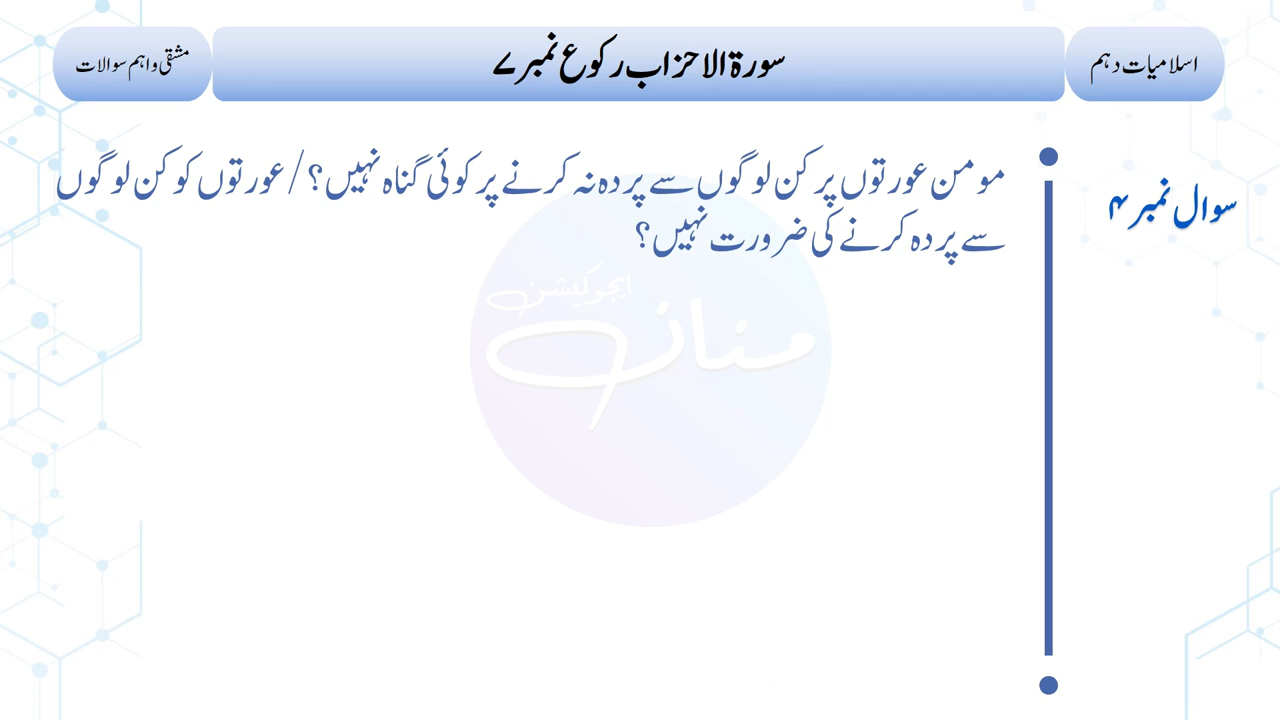 اسلامیات دہم
سورۃ الاحزاب رکوع نمبر ۷
مشقی و اہم سوالات
سوال نمبر ۴
مومن عورتوں پر کن لوگوں سے پردہ نہ کرنے پر کوئی گناہ نہیں؟ / عورتوں کو کن لوگوں
سے پردہ کرنے کی ضرورت نہیں؟
ایجوکیشن
منان